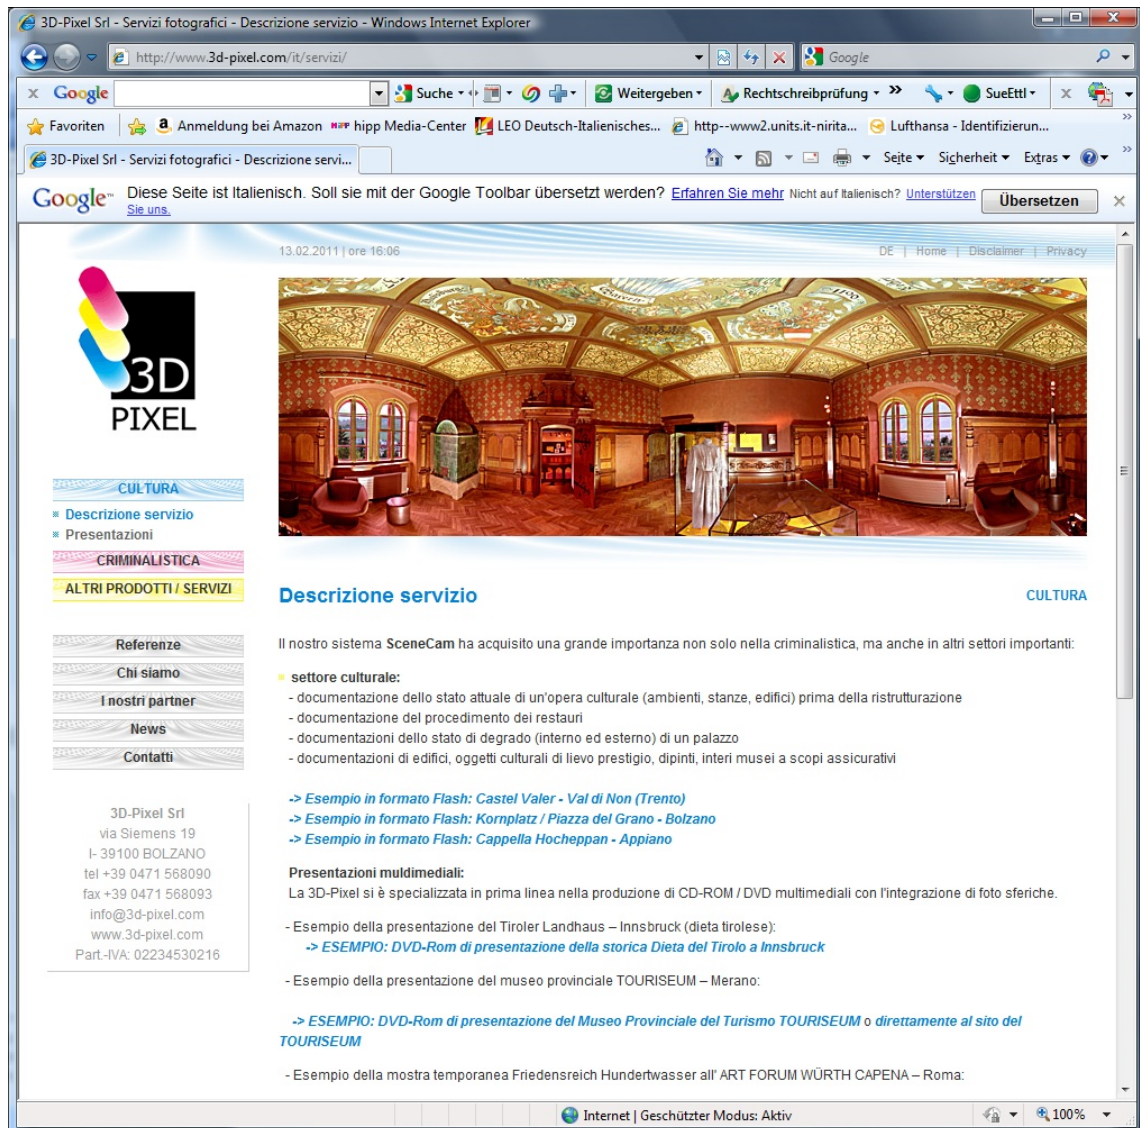 3D-Pixel Srl - Servizi fotografici - Descrizione servizio - Windows Internet Explorer
http://www.3d-pixel.com/it/servizi/
Google
x Google Suche Weitergeben Rechtschreibprüfung » SueEttl x
Favoriten Anmeldung bei Amazon hipp Media-Center LEO Deutsch-Italienisches... http--www2.units.it-nirita... Lufthansa - Identifizierun... »
3D-Pixel Srl - Servizi fotografici - Descrizione servi... Seite Sicherheit Extras »
Google™ Diese Seite ist Italienisch. Soll sie mit der Google Toolbar übersetzt werden? Erfahren Sie mehr Nicht auf Italienisch? Unterstützen
Sie uns.
Übersetzen
13.02.2011 | ore 16:06
DE | Home | Disclaimer | Privacy
3D
PIXEL
CULTURA
Descrizione servizio
Presentazioni
CRIMINALISTICA
ALTRI PRODOTTI / SERVIZI
Referenze
Chi siamo
I nostri partner
News
Contatti
3D-Pixel Srl
via Siemens 19
I- 39100 BOLZANO
tel +39 0471 568090
fax +39 0471 568093
info@3d-pixel.com
www.3d-pixel.com
Part.-IVA: 02234530216
Descrizione servizio
CULTURA
Il nostro sistema SceneCam ha acquisito una grande importanza non solo nella criminalistica, ma anche in altri settori importanti:
settore culturale:
- documentazione dello stato attuale di un'opera culturale (ambienti, stanze, edifici) prima della ristrutturazione
- documentazione del procedimento dei restauri
- documentazioni dello stato di degrado (interno ed esterno) di un palazzo
- documentazioni di edifici, oggetti culturali di lievo prestigio, dipinti, interi musei a scopi assicurativi
-> Esempio in formato Flash: Castel Valer - Val di Non (Trento)
-> Esempio in formato Flash: Kornplatz / Piazza del Grano - Bolzano
-> Esempio in formato Flash: Cappella Hocheppan - Appiano
Presentazioni muldimediali:
La 3D-Pixel si è specializzata in prima linea nella produzione di CD-ROM / DVD multimediali con l'integrazione di foto sferiche.
- Esempio della presentazione del Tiroler Landhaus – Innsbruck (dieta tirolese):
-> ESEMPIO: DVD-Rom di presentazione della storica Dieta del Tirolo a Innsbruck
- Esempio della presentazione del museo provinciale TOURISEUM – Merano:
-> ESEMPIO: DVD-Rom di presentazione del Museo Provinciale del Turismo TOURISEUM o direttamente al sito del
TOURISEUM
- Esempio della mostra temporanea Friedensreich Hundertwasser all' ART FORUM WÜRTH CAPENA – Roma:
Internet | Geschützter Modus: Aktiv
100%